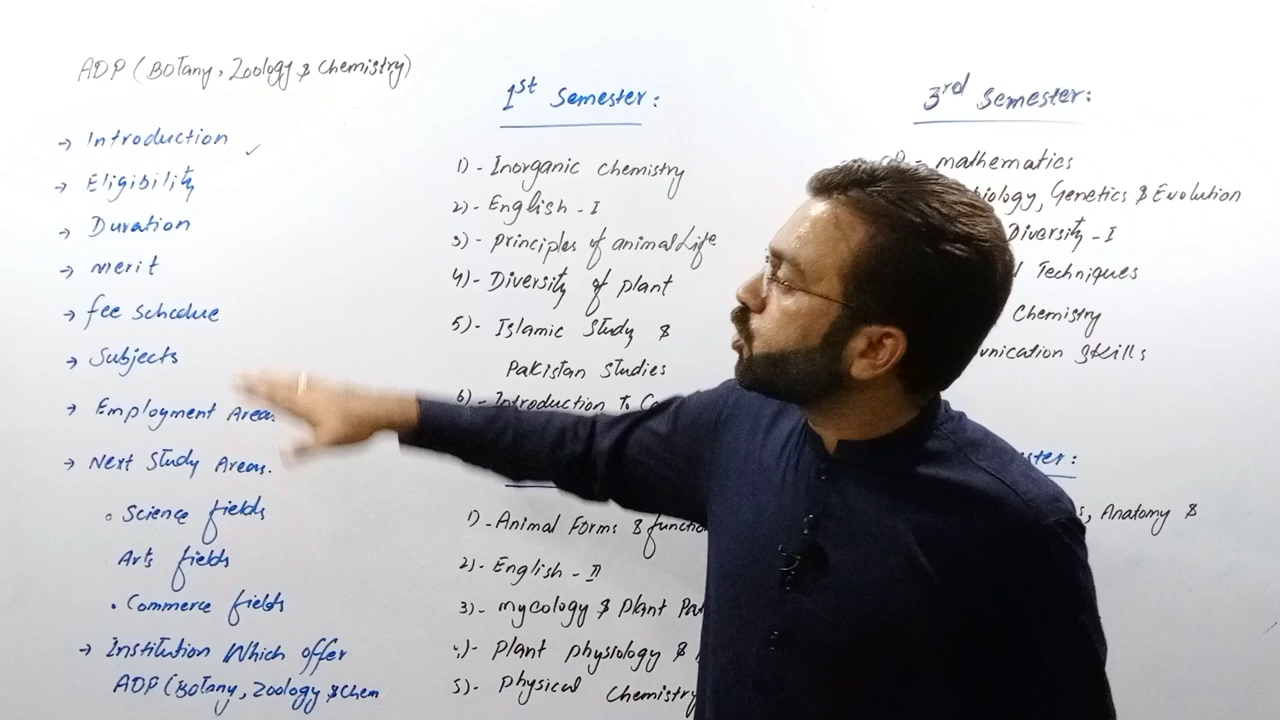 ADP (Botany, Zoology & Chemistry)
→ Introduction ✓
→ Eligibility
→ Duration
→ merit
→ fee schedue
→ Subjects
→ Employment Areas
→ Next Study Areas.
Science fields
Arts fields
• Commerce fields
→ Institution Which offer
ADP (Botany, Zoology & Chem
1st Semester:
1)- Inorganic Chemistry
2)- English - I
3)- principles of animal Life
4)- Diversity of plant
5)- Islamic Study &
Pakistan Studies
6)- Introduction To
1)- Animal Forms & function
2)- English - II
3)- mycology & Plant
4)- Plant physiology &
5)- Physical Chemistry
3rd Semester:
mathematics
biology, Genetics & Evolution
Diversity - I
Techniques
Chemistry
Skills
Anatomy &